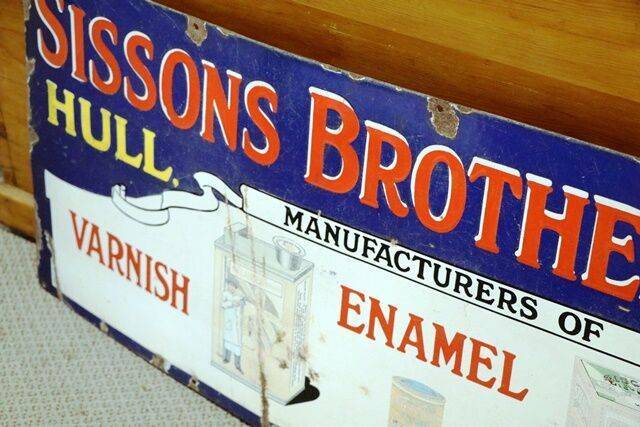 SISSONS BROTHE
HULL.
MANUFACTURERS OF
VARNISH
ENAMEL